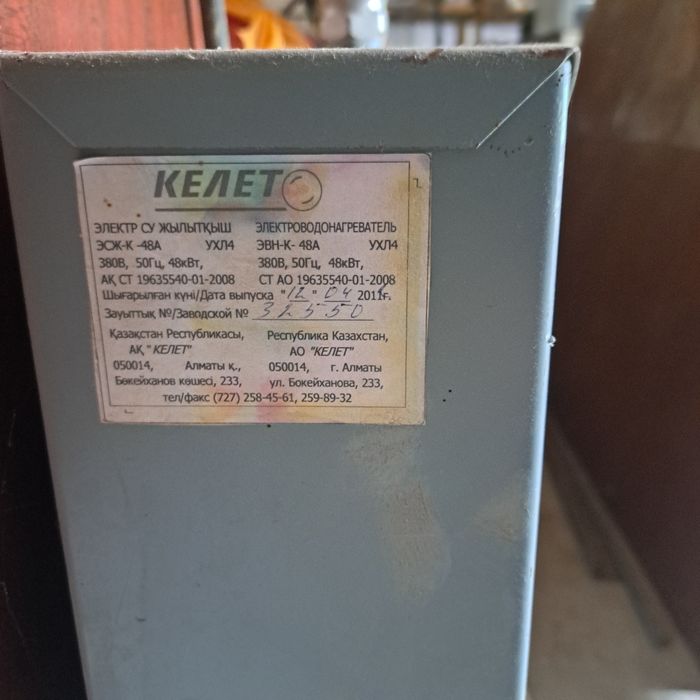 КЕЛЕТ
ЭЛЕКТР СУ ЖЫЛЫТҚЫШ ЭЛЕКТРОВОДОНАГРЕВАТЕЛЬ
ЭСЖ-К -48А УХЛ4 ЭВН-К- 48А УХЛ4
380В, 50Гц, 48кВт, 380В, 50Гц, 48кВт,
АҚ СТ 19635540-01-2008 СТ АО 19635540-01-2008
Шығарылған күні/Дата выпуска "12" 04 2011г.
Зауыттық №/Заводской № 32550
Қазақстан Республикасы, Республика Казахстан,
АҚ "КЕЛЕТ" АО "КЕЛЕТ"
050014, Алматы қ., 050014, г. Алматы
Бөкейханов көшесі, 233, ул. Бокейханова, 233,
тел/факс (727) 258-45-61, 259-89-32